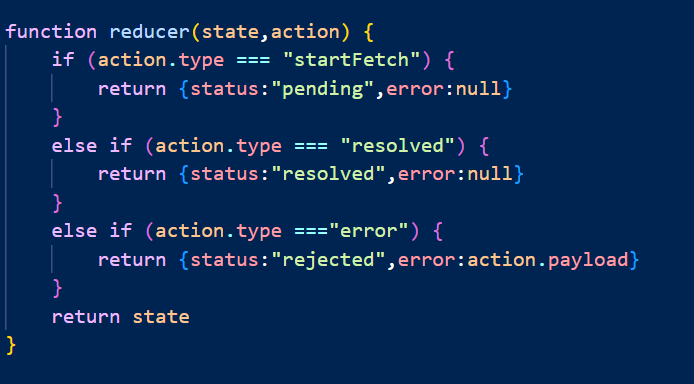 function reducer(state,action) {
    if (action.type === "startFetch") {
        return {status:"pending",error:null}
    }
    else if (action.type === "resolved") {
        return {status:"resolved",error:null}
    }
    else if (action.type ==="error") {
        return {status:"rejected",error:action.payload}
    }
    return state
}